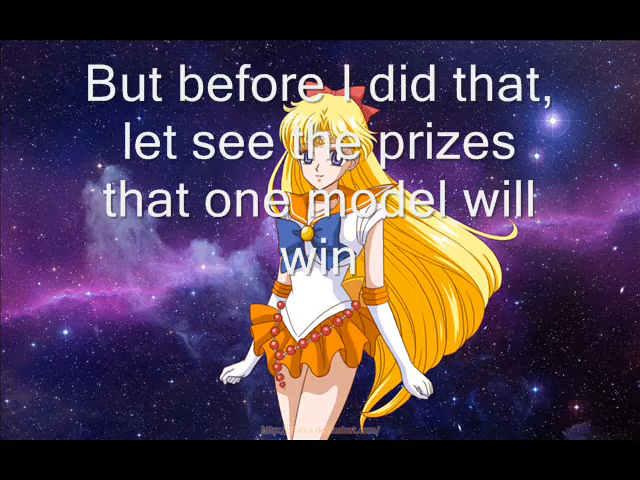 But before I did that,
let see the prizes
that one model will
win